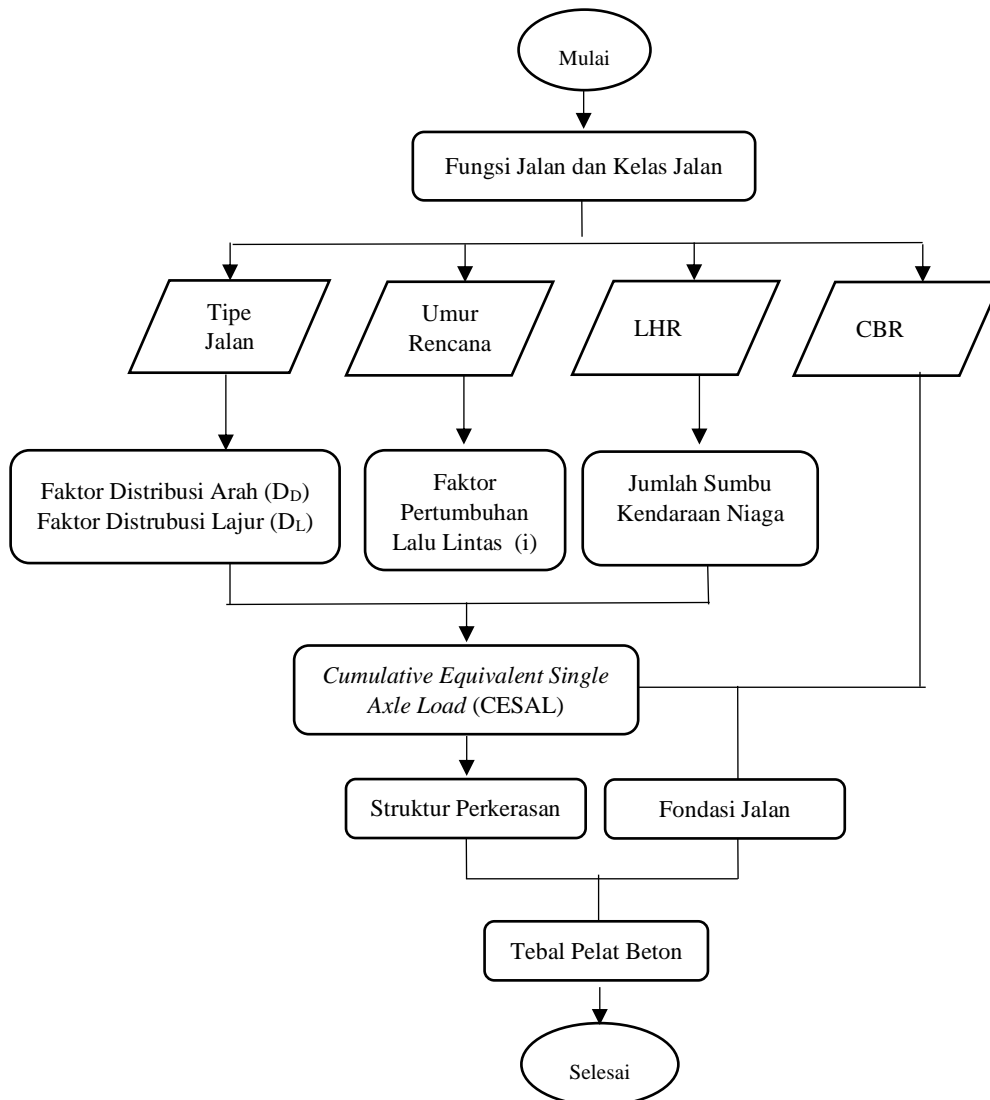 Mulai
Fungsi Jalan dan Kelas Jalan
Tipe
Jalan
Umur
Rencana
LHR
CBR
Faktor Distribusi Arah (D_D)
Faktor Distrubusi Lajur (D_L)
Faktor
Pertumbuhan
Lalu Lintas (i)
Jumlah Sumbu
Kendaraan Niaga
Cumulative Equivalent Single
Axle Load (CESAL)
Struktur Perkerasan
Fondasi Jalan
Tebal Pelat Beton
Selesai